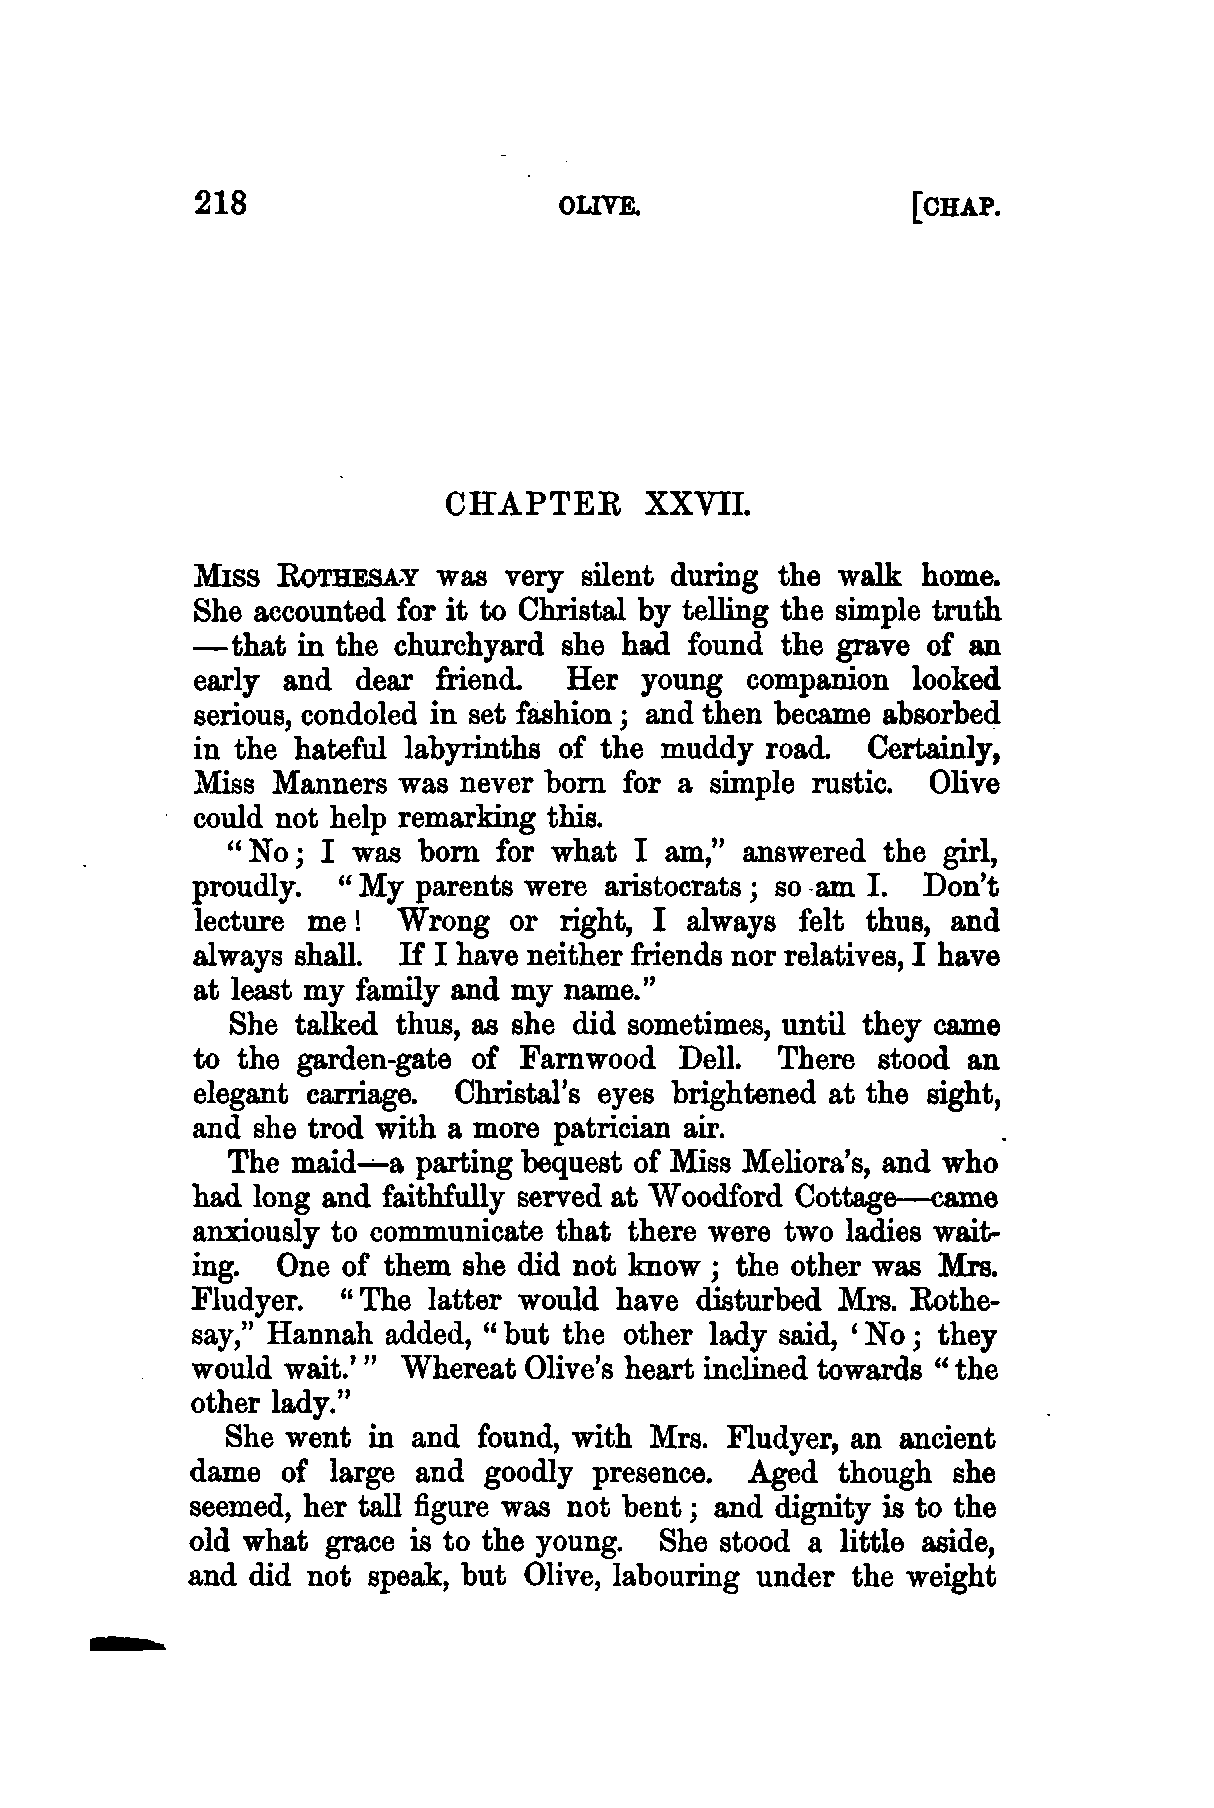 218 OLIVE. [CHAP.
CHAPTER XXVII.
MISS ROTHESAY was very silent during the walk home.
She accounted for it to Christal by telling the simple truth
—that in the churchyard she had found the grave of an
early and dear friend. Her young companion looked
serious, condoled in set fashion; and then became absorbed
in the hateful labyrinths of the muddy road. Certainly,
Miss Manners was never born for a simple rustic. Olive
could not help remarking this.
"No; I was born for what I am," answered the girl,
proudly. "My parents were aristocrats; so am I. Don't
lecture me! Wrong or right, I always felt thus, and
always shall. If I have neither friends nor relatives, I have
at least my family and my name."
She talked thus, as she did sometimes, until they came
to the garden-gate of Farnwood Dell. There stood an
elegant carriage. Christal's eyes brightened at the sight,
and she trod with a more patrician air.
The maid—a parting bequest of Miss Meliora's, and who
had long and faithfully served at Woodford Cottage—came
anxiously to communicate that there were two ladies wait-
ing. One of them she did not know; the other was Mrs.
Fludyer. "The latter would have disturbed Mrs. Rothe-
say," Hannah added, "but the other lady said, 'No; they
would wait.'" Whereat Olive's heart inclined towards "the
other lady."
She went in and found, with Mrs. Fludyer, an ancient
dame of large and goodly presence. Aged though she
seemed, her tall figure was not bent; and dignity is to the
old what grace is to the young. She stood a little aside,
and did not speak, but Olive, labouring under the weight